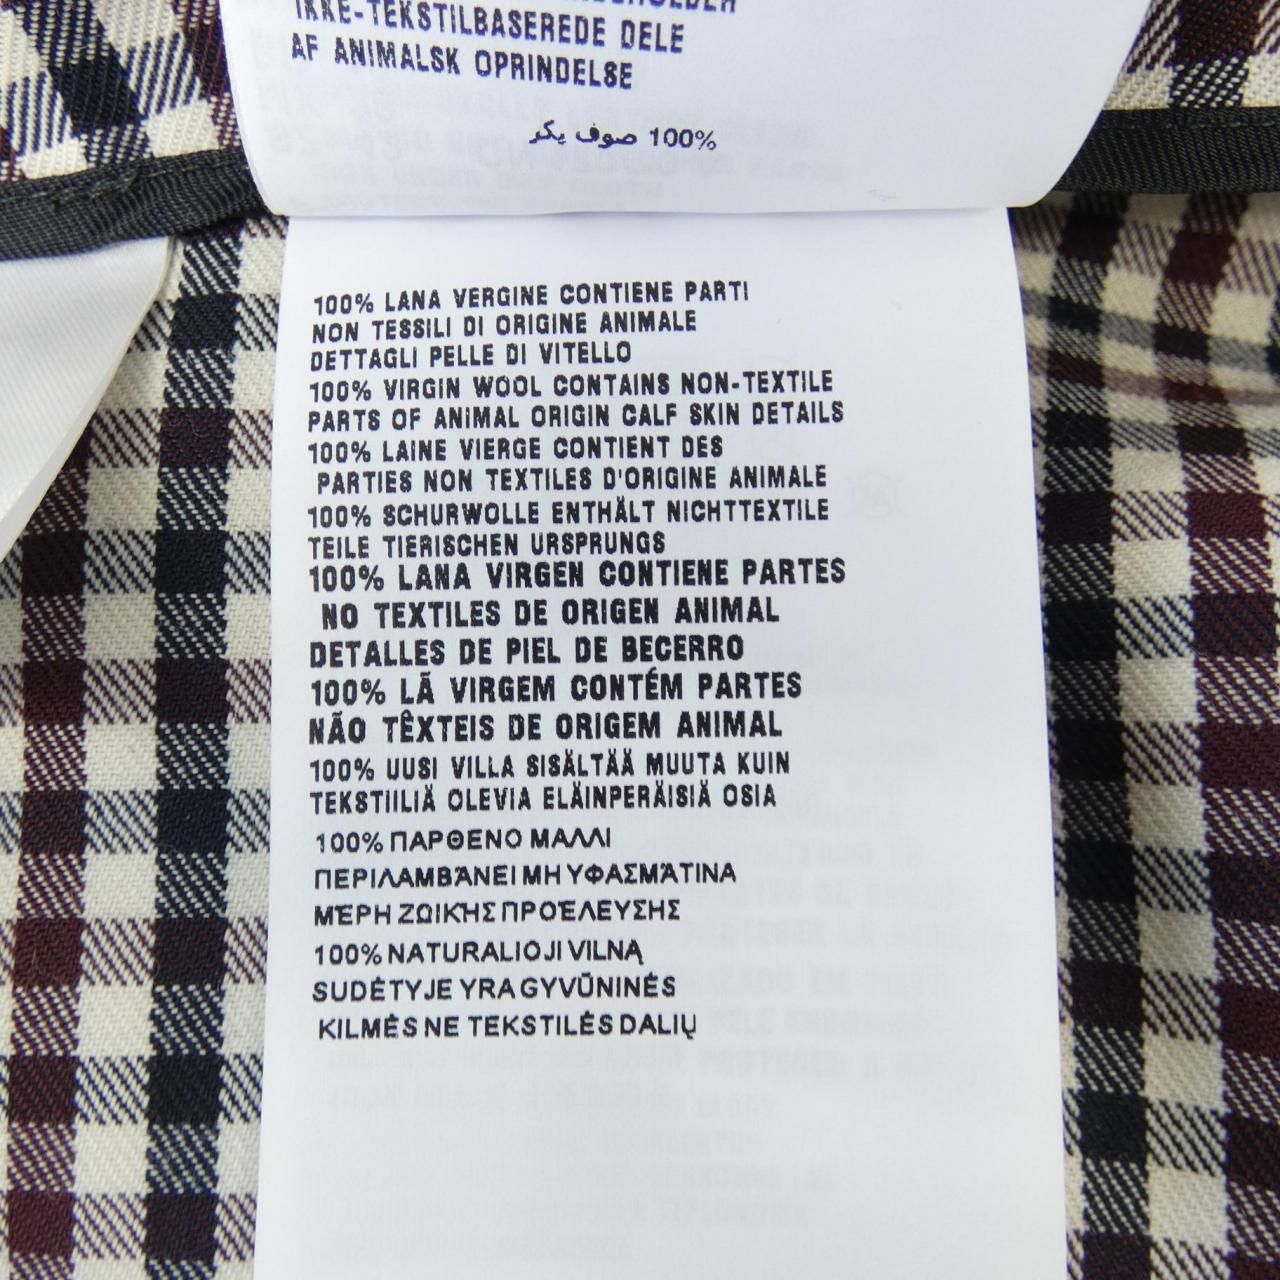 IKKE-TEKSTILBASEREDE DELE
AF ANIMALSK OPRINDELSE
100% صوف بكر
100% LANA VERGINE CONTIENE PARTI
NON TESSILI DI ORIGINE ANIMALE
DETTAGLI PELLE DI VITELLO
100% VIRGIN WOOL CONTAINS NON-TEXTILE
PARTS OF ANIMAL ORIGIN CALF SKIN DETAILS
100% LAINE VIERGE CONTIENT DES
PARTIES NON TEXTILES D'ORIGINE ANIMALE
100% SCHURWOLLE ENTHÄLT NICHTTEXTILE
TEILE TIERISCHEN URSPRUNGS
100% LANA VIRGEN CONTIENE PARTES
NO TEXTILES DE ORIGEN ANIMAL
DETALLES DE PIEL DE BECERRO
100% LÃ VIRGEM CONTÉM PARTES
NÃO TÊXTEIS DE ORIGEM ANIMAL
100% UUSI VILLA SISÄLTÄÄ MUUTA KUIN
TEKSTIILIÄ OLEVIA ELÄINPERÄISIÄ OSIA
100% ΠΑΡΘΕΝΟ ΜΑΛΛΙ
ΠΕΡΙΛΑΜΒΆΝΕΙ ΜΗ ΥΦΑΣΜΆΤΙΝΑ
ΜΈΡΗ ΖΩΙΚΉΣ ΠΡΟΈΛΕΥΣΗΣ
100% NATURALIOJI VILNĄ
SUDĖTYJE YRA GYVŪNINĖS
KILMĖS NE TEKSTILĖS DALIŲ